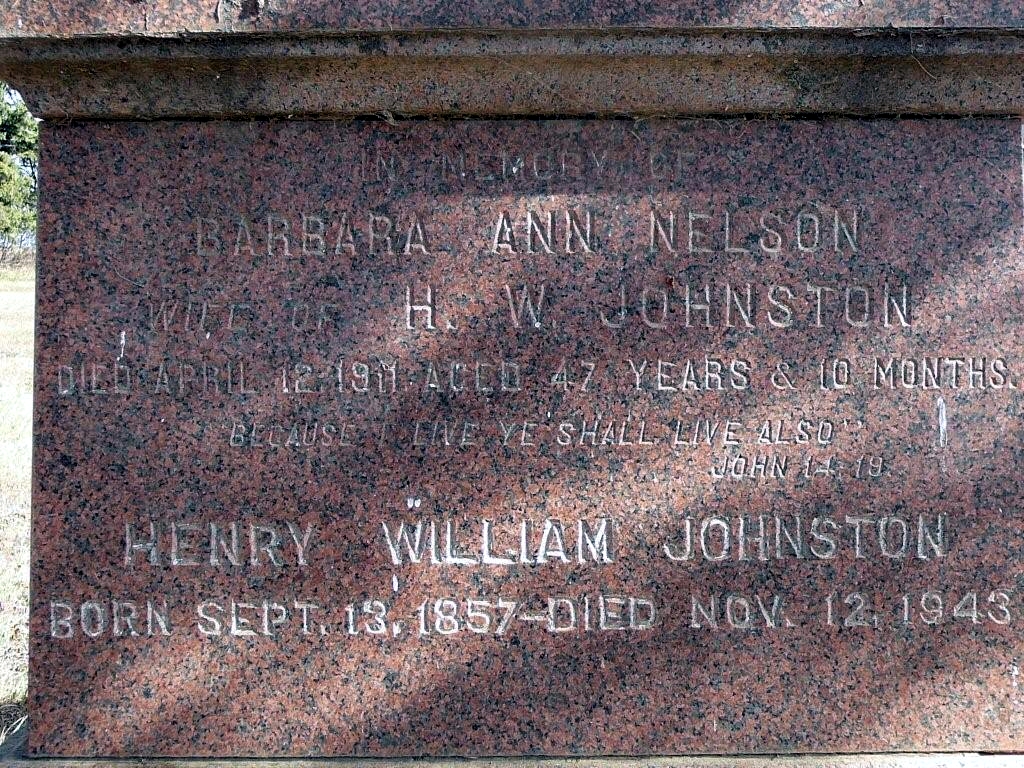 IN MEMORY OF
BARBARA ANN NELSON
WIFE OF H. W. JOHNSTON
DIED APRIL 12 1911 AGED 47 YEARS & 10 MONTHS.
"BECAUSE I LIVE YE SHALL LIVE ALSO"
JOHN 14-19
HENRY WILLIAM JOHNSTON
BORN SEPT. 13, 1857-DIED NOV. 12, 1943